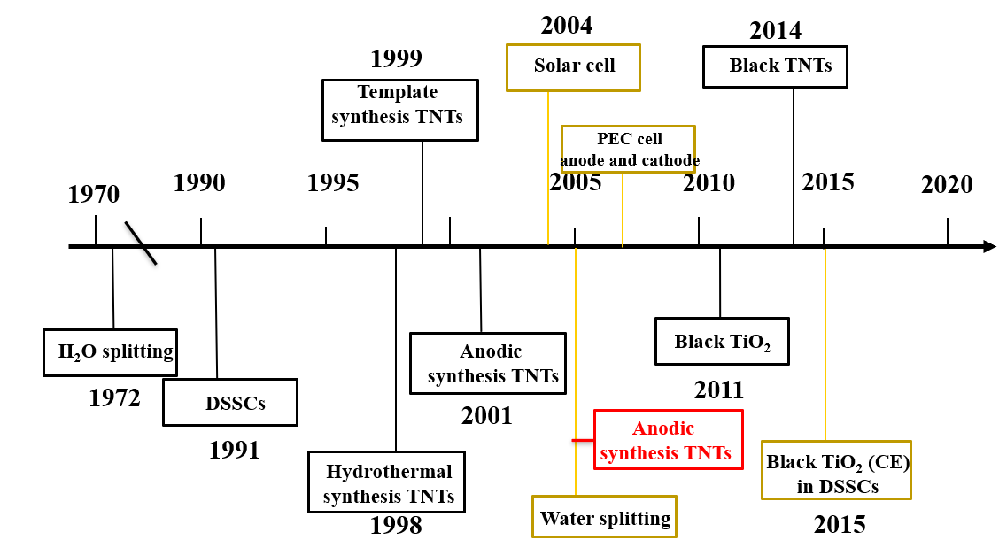 2004
Solar cell
2014
Black TNTs
1999
Template
synthesis TNTs
PEC cell
anode and cathode
1970
1990
1995
2005
2010
2015
2020
H₂O splitting
1972
DSSCs
1991
Hydrothermal
synthesis TNTs
1998
Anodic
synthesis TNTs
2001
Black TiO₂
2011
Anodic
synthesis TNTs
Water splitting
Black TiO₂ (CE)
in DSSCs
2015